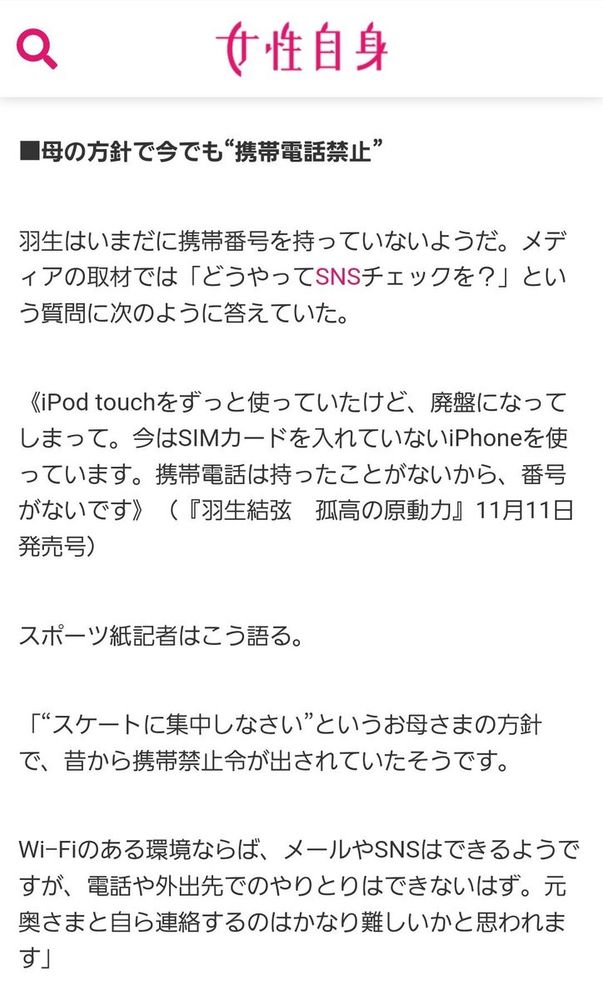 女性自身
■母の方針で今でも“携帯電話禁止”
羽生はいまだに携帯番号を持っていないようだ。メデ
ィアの取材では「どうやってSNSチェックを？」とい
う質問に次のように答えていた。
《iPod touchをずっと使っていたけど、廃盤になって
しまって。今はSIMカードを入れていないiPhoneを使
っています。携帯電話は持ったことがないから、番号
がないです》（『羽生結弦　孤高の原動力』11月11日
発売号）
スポーツ紙記者はこう語る。
「“スケートに集中しなさい”というお母さまの方針
で、昔から携帯禁止令が出されていたそうです。
Wi−Fiのある環境ならば、メールやSNSはできるようで
すが、電話や外出先でのやりとりはできないはず。元
奥さまと自ら連絡するのはかなり難しいかと思われま
す」